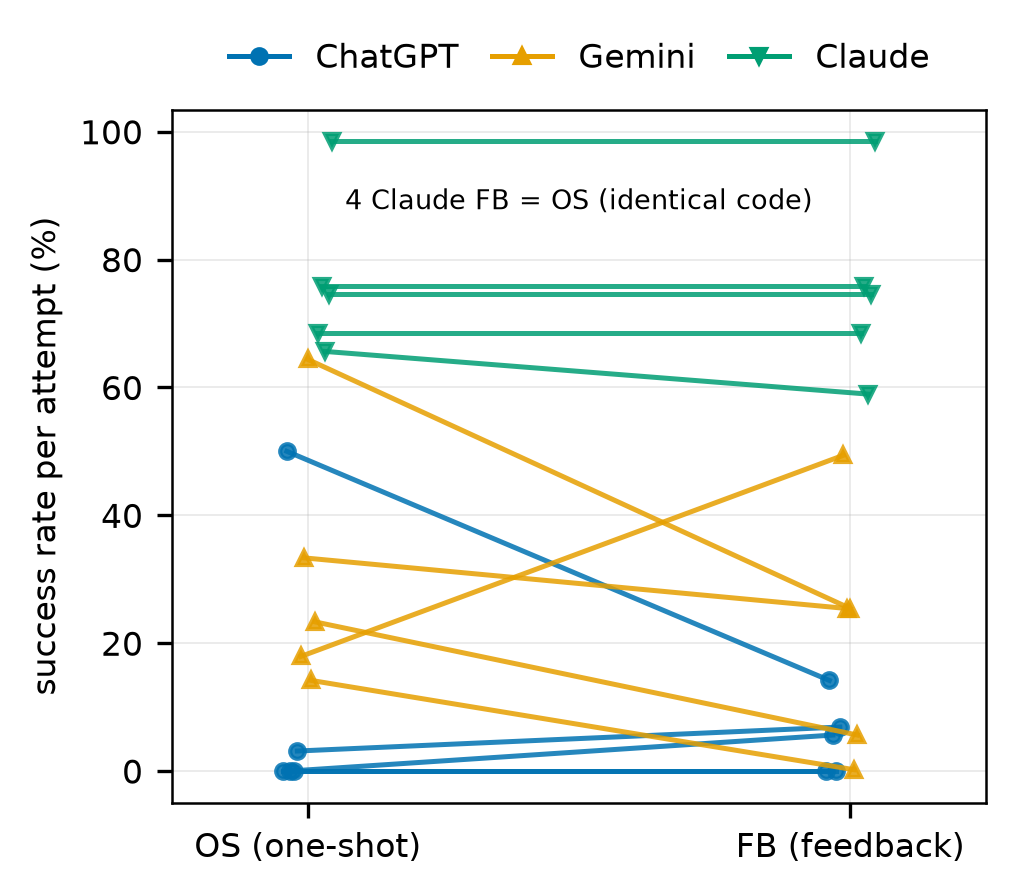 ChatGPT Gemini Claude
100
4 Claude FB = OS (identical code)
80
60
40
20
0
success rate per attempt (%)
OS (one-shot) FB (feedback)